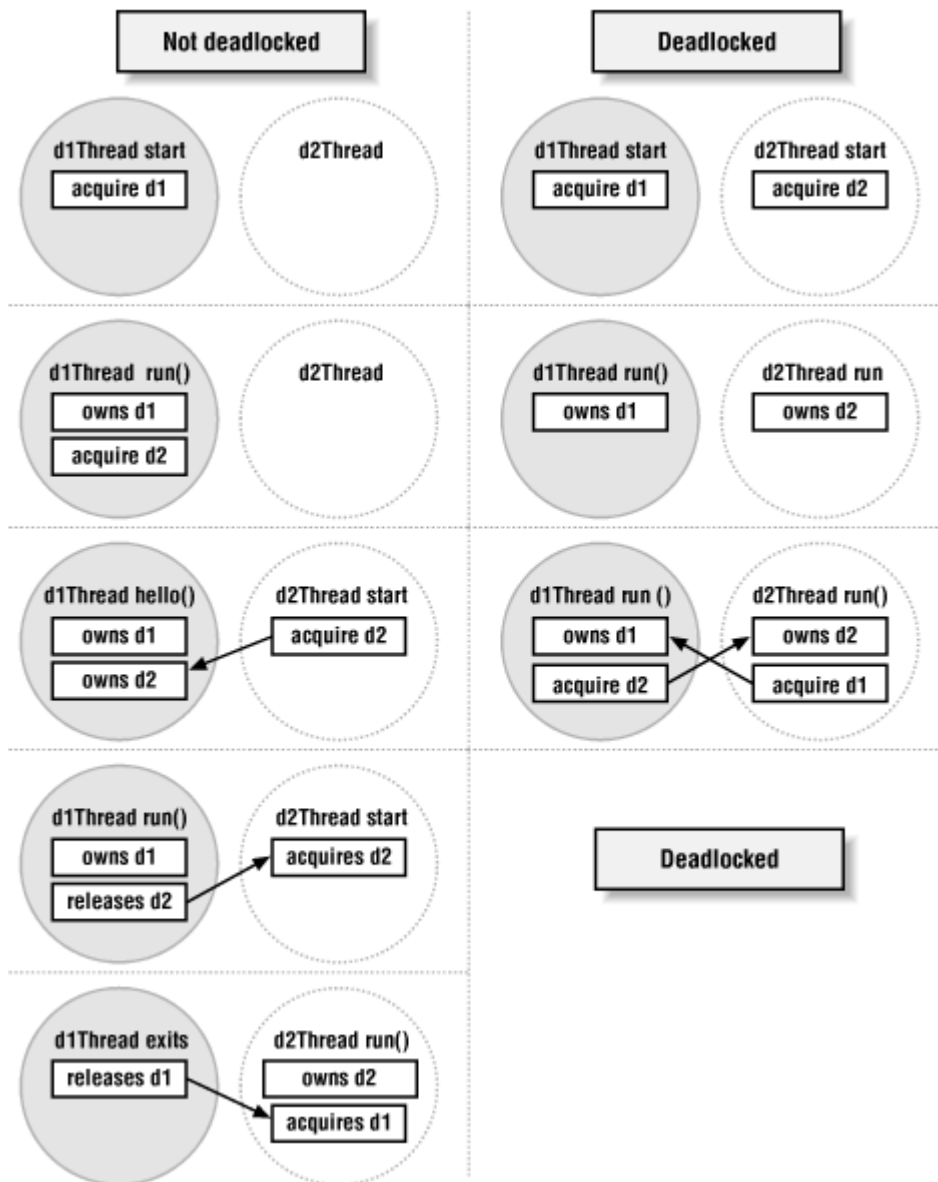 Not deadlocked
Deadlocked
d1Thread start
acquire d1
d2Thread
d1Thread start
acquire d1
d2Thread start
acquire d2
d1Thread run()
owns d1
acquire d2
d2Thread
d1Thread run()
owns d1
d2Thread run
owns d2
d1Thread hello()
owns d1
owns d2
d2Thread start
acquire d2
d1Thread run ()
owns d1
acquire d2
d2Thread run()
owns d2
acquire d1
d1Thread run()
owns d1
releases d2
d2Thread start
acquires d2
Deadlocked
d1Thread exits
releases d1
d2Thread run()
owns d2
acquires d1